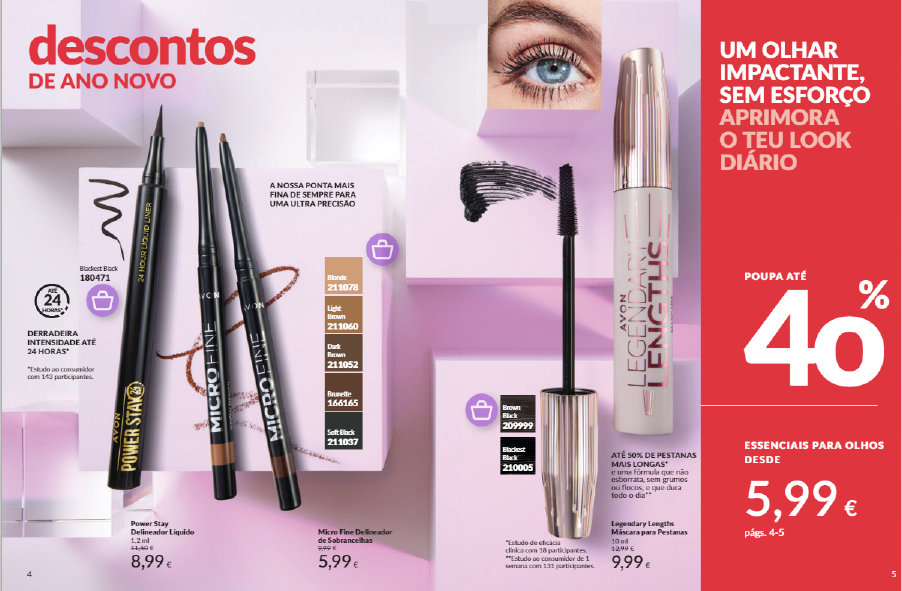 descontos
DE ANO NOVO
A NOSSA PONTA MAIS
FINA DE SEMPRE PARA
UMA ULTRA PRECISÃO
Blackest Black
180471
ATÉ
24
HORAS*
DERRADEIRA
INTENSIDADE ATÉ
24 HORAS*
*Estudo ao consumidor
com 143 participantes.
24 HOUR LIQUID LINER
AVON
POWER STAY 24H
AVON
MICROFINE
AVON
MICROFINE
Blonde
211078
Light
Brown
211060
Dark
Brown
211052
Brunette
166165
Soft Black
211037
Power Stay
Delineador Líquido
1,2 ml
11,50 €
8,99 €
Micro Fine Delineador
de Sobrancelhas
9,99 €
5,99 €
4
AVON
LEGENDARY
LENGTHS
Brown
Black
209999
Blackest
Black
210005
ATÉ 50% DE PESTANAS
MAIS LONGAS*
e uma fórmula que não
esborrata, sem grumos
ou flocos, e que dura
todo o dia**
*Estudo de eficácia
clínica com 18 participantes.
**Estudo ao consumidor de 1
semana com 131 participantes.
Legendary Lengths
Máscara para Pestanas
10 ml
12,99 €
9,99 €
UM OLHAR
IMPACTANTE,
SEM ESFORÇO
APRIMORA
O TEU LOOK
DIÁRIO
POUPA ATÉ
40%
ESSENCIAIS PARA OLHOS
DESDE
5,99 €
págs. 4-5
5